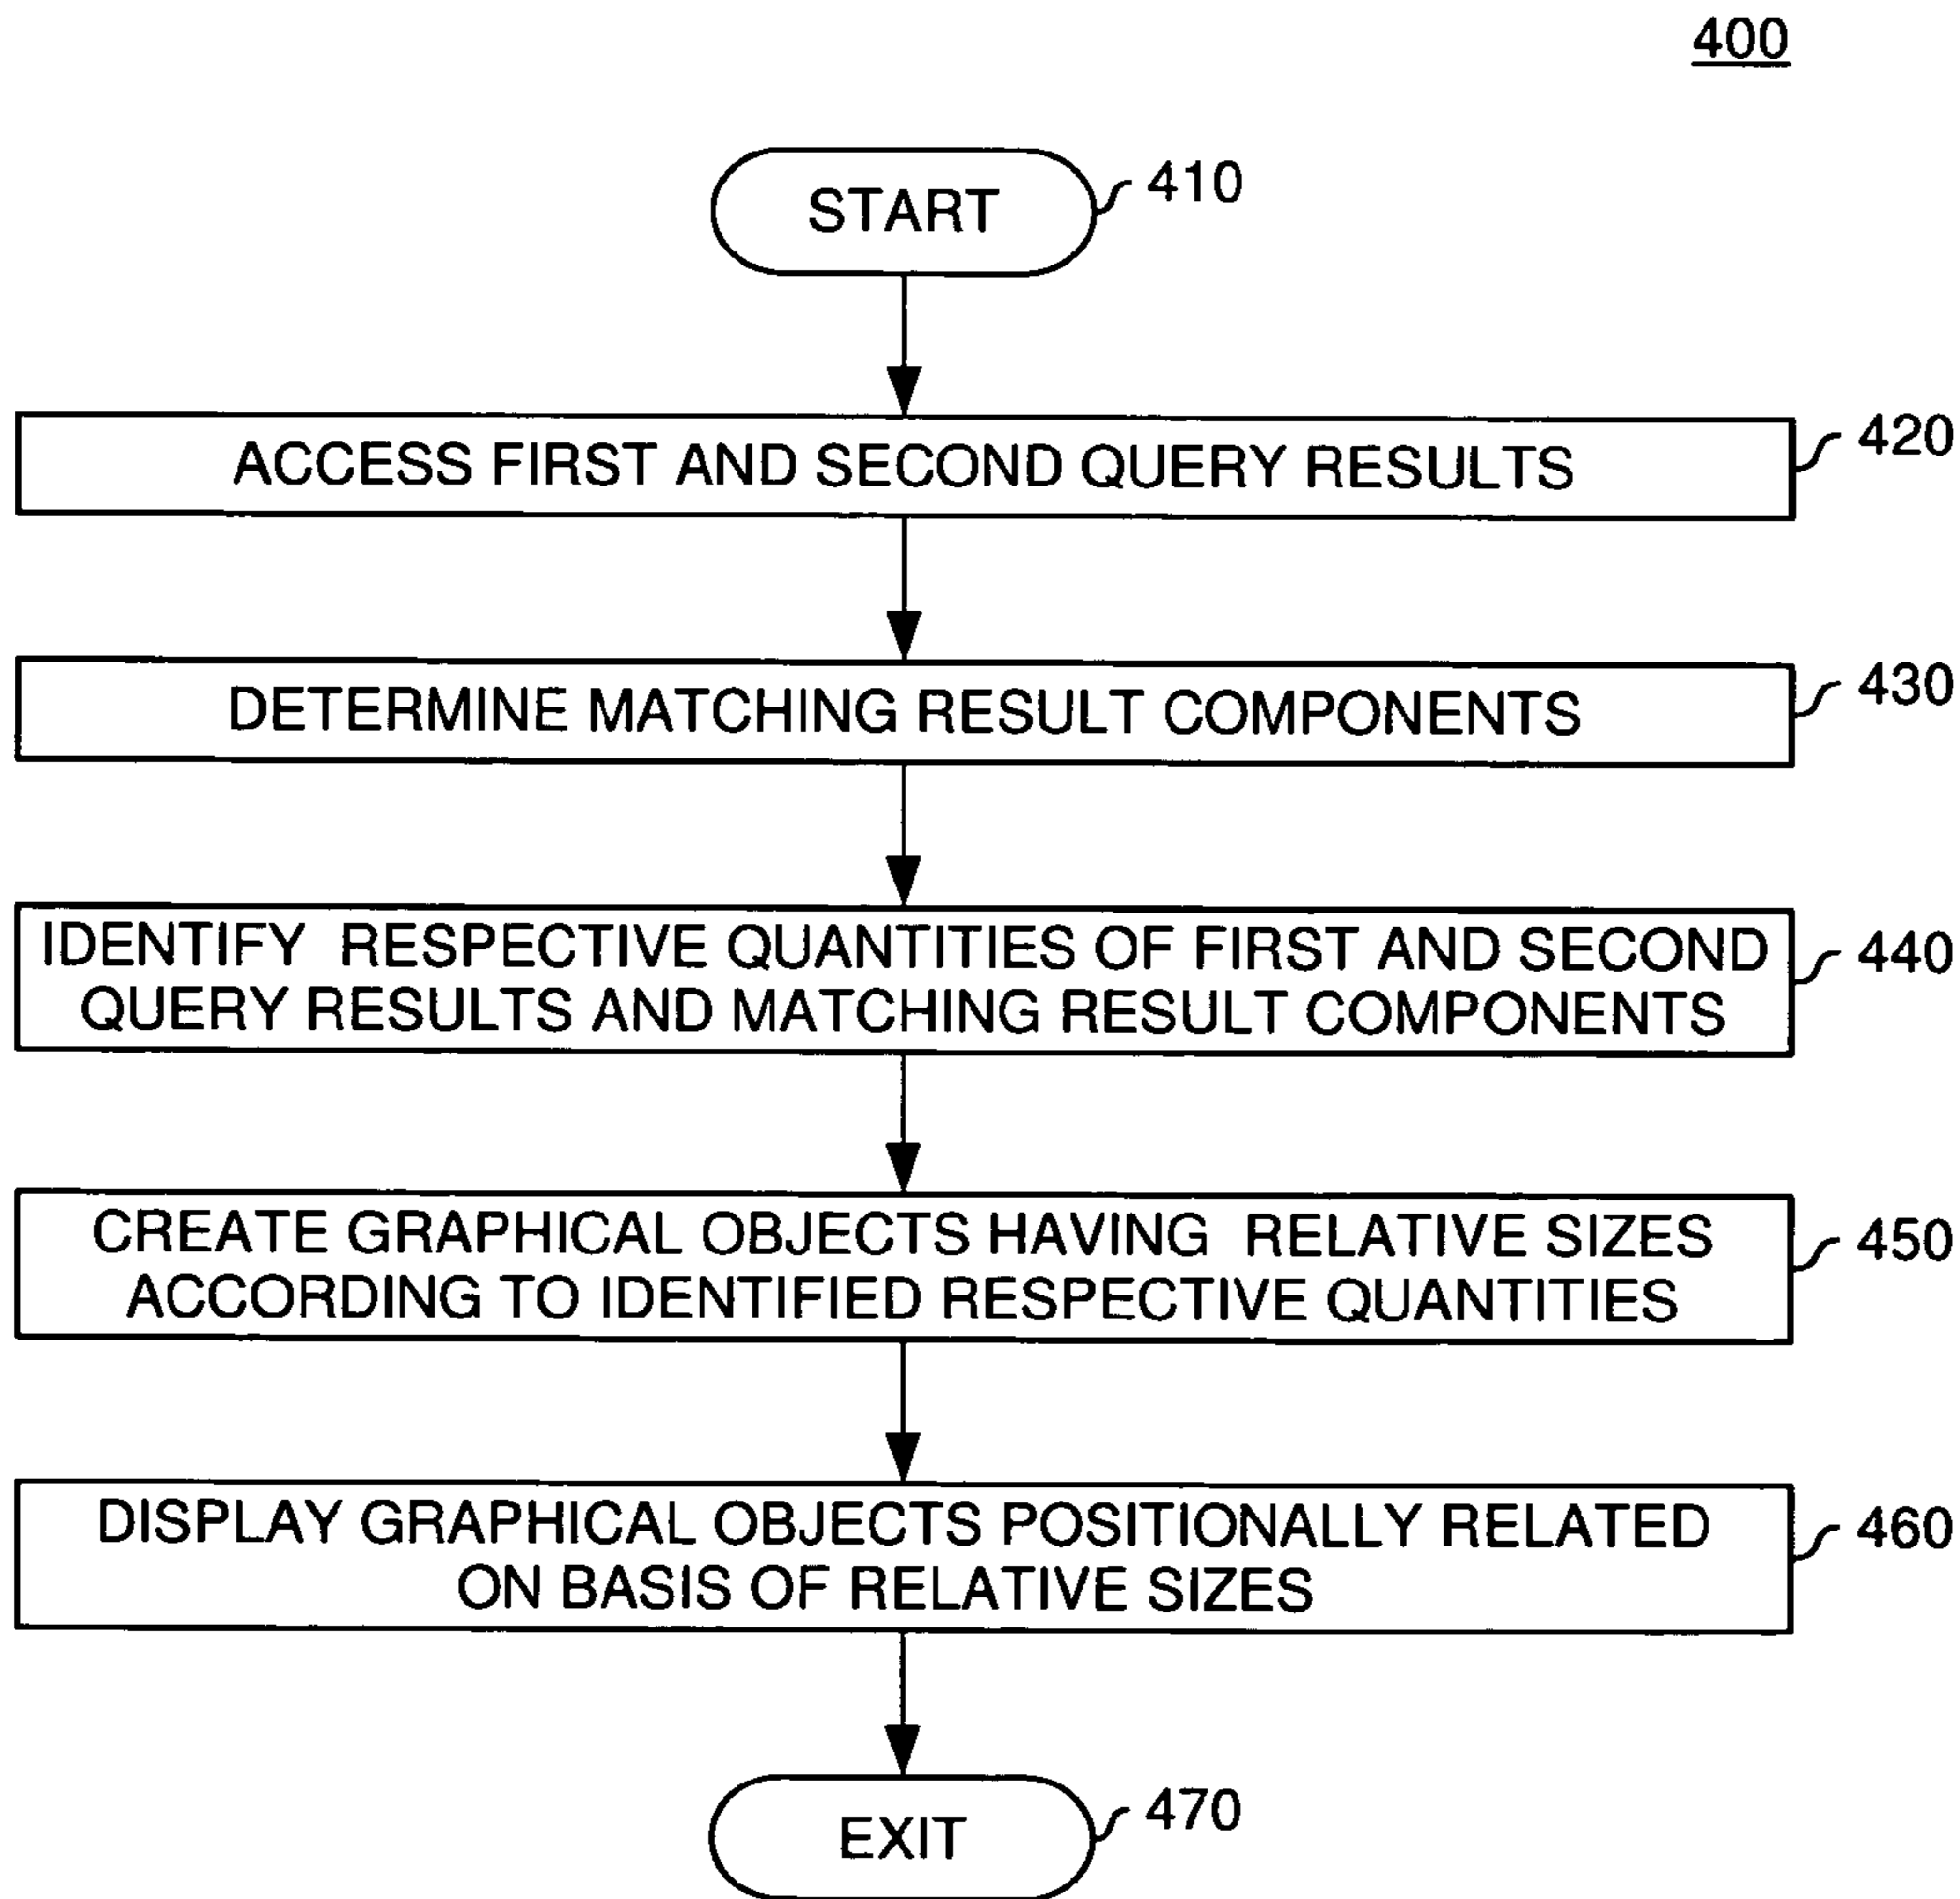 400
START
410
ACCESS FIRST AND SECOND QUERY RESULTS
420
DETERMINE MATCHING RESULT COMPONENTS
430
IDENTIFY RESPECTIVE QUANTITIES OF FIRST AND SECOND
QUERY RESULTS AND MATCHING RESULT COMPONENTS
440
CREATE GRAPHICAL OBJECTS HAVING RELATIVE SIZES
ACCORDING TO IDENTIFIED RESPECTIVE QUANTITIES
450
DISPLAY GRAPHICAL OBJECTS POSITIONALLY RELATED
ON BASIS OF RELATIVE SIZES
460
EXIT
470